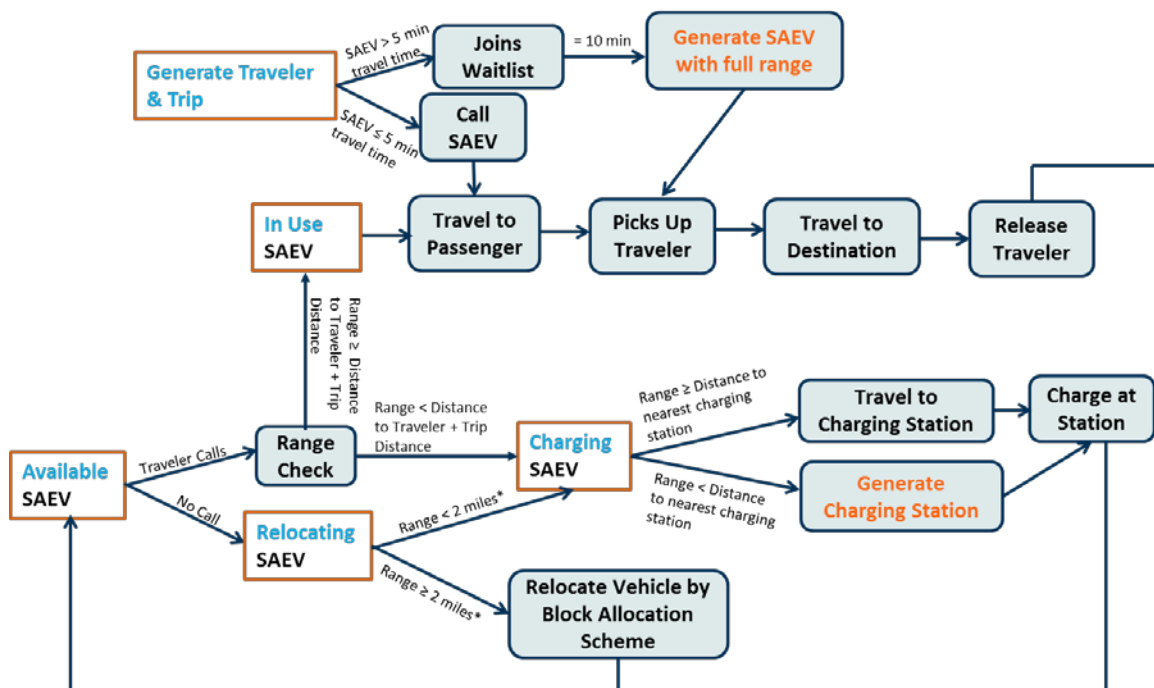 SAEV > 5 min
travel time
Joins
Waitlist
= 10 min
Generate SAEV
with full range
Generate Traveler
& Trip
SAEV ≤ 5 min
travel time
Call
SAEV
In Use
SAEV
Travel to
Passenger
Picks Up
Traveler
Travel to
Destination
Release
Traveler
Range ≥ Distance
to Traveler + Trip
Distance
Range < Distance
to Traveler + Trip
Distance
Range ≥ Distance to
nearest charging
station
Travel to
Charging Station
Charge at
Station
Available
SAEV
Traveler Calls
Range
Check
Charging
SAEV
Range < Distance
to nearest charging
station
Generate
Charging Station
No Call
Relocating
SAEV
Range < 2 miles*
Range ≥ 2 miles*
Relocate Vehicle by
Block Allocation
Scheme